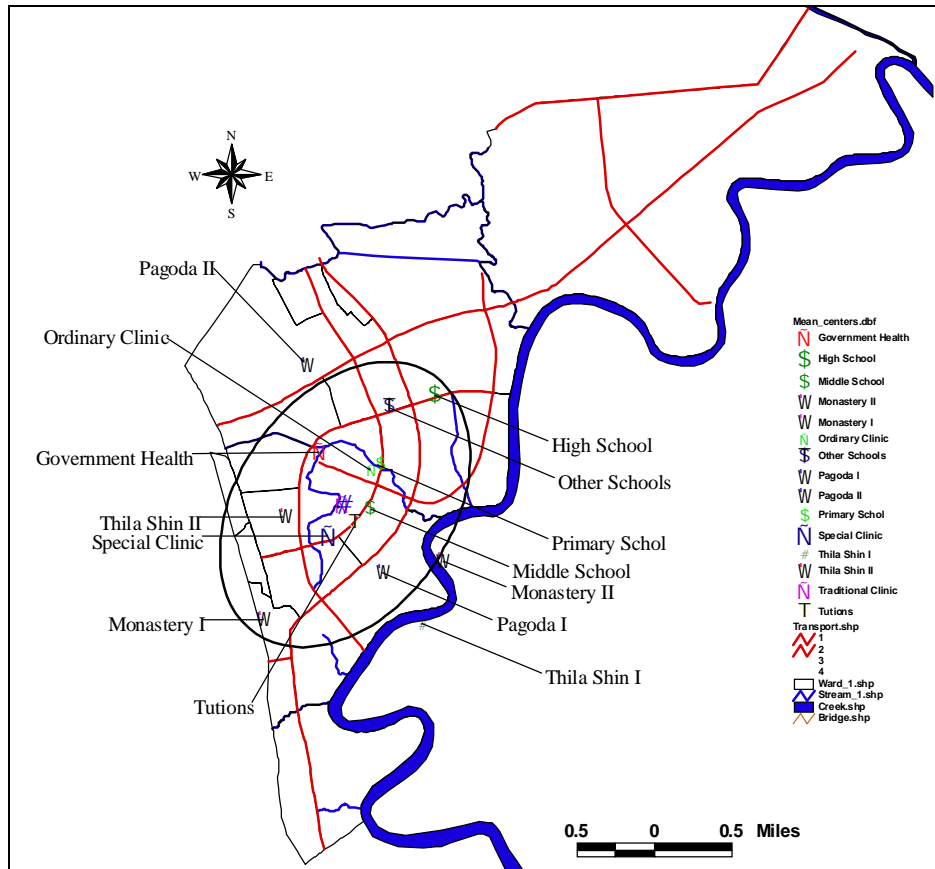 N
W E
S
Pagoda II
Ordinary Clinic
Government Health
Thila Shin II
Special Clinic
Monastery I
Tutions
High School
Other Schools
Primary Schol
Middle School
Monastery II
Pagoda I
Thila Shin I
Mean_centers.dbf
Ñ Government Health
$ High School
$ Middle School
W Monastery II
W Monastery I
Ñ Ordinary Clinic
$ Other Schools
W Pagoda I
W Pagoda II
$ Primary Schol
Ñ Special Clinic
# Thila Shin I
W Thila Shin II
Ñ Traditional Clinic
T Tutions
Transport.shp
1
2
3
4
Ward_1.shp
Stream_1.shp
Creek.shp
Bridge.shp
0.5 0 0.5 Miles